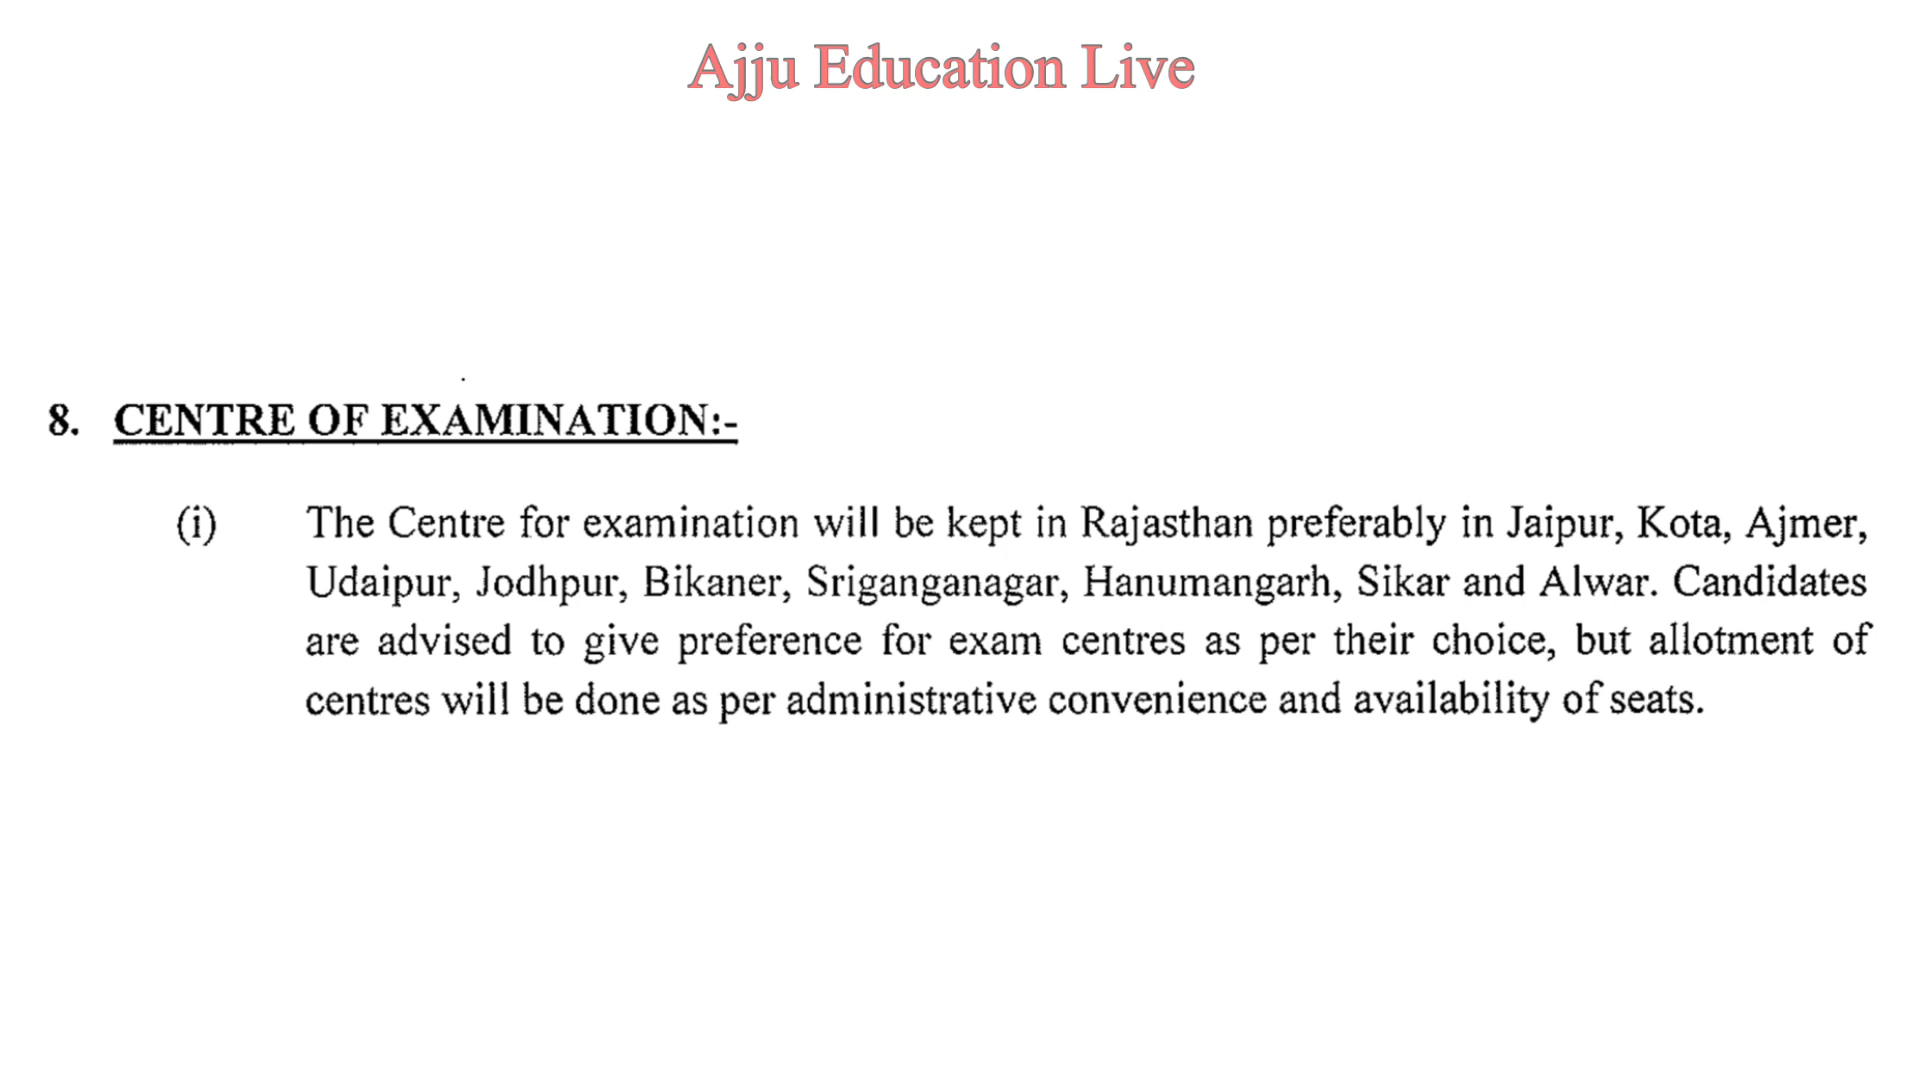 Ajju Education Live
8. CENTRE OF EXAMINATION:-
(i) The Centre for examination will be kept in Rajasthan preferably in Jaipur, Kota, Ajmer,
Udaipur, Jodhpur, Bikaner, Sriganganagar, Hanumangarh, Sikar and Alwar. Candidates
are advised to give preference for exam centres as per their choice, but allotment of
centres will be done as per administrative convenience and availability of seats.